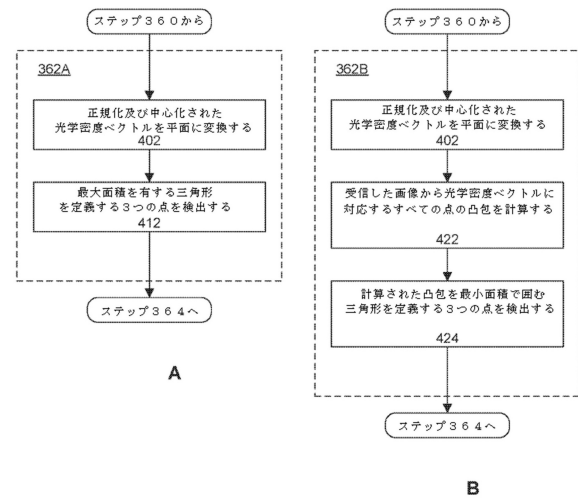 ステップ３６０から
362A
正規化及び中心化された
光学密度ベクトルを平面に変換する
402
最大面積を有する三角形
を定義する３つの点を検出する
412
ステップ３６４へ
A
ステップ３６０から
362B
正規化及び中心化された
光学密度ベクトルを平面に変換する
402
受信した画像から光学密度ベクトルに
対応するすべての点の凸包を計算する
422
計算された凸包を最小面積で囲む
三角形を定義する３つの点を検出する
424
ステップ３６４へ
B